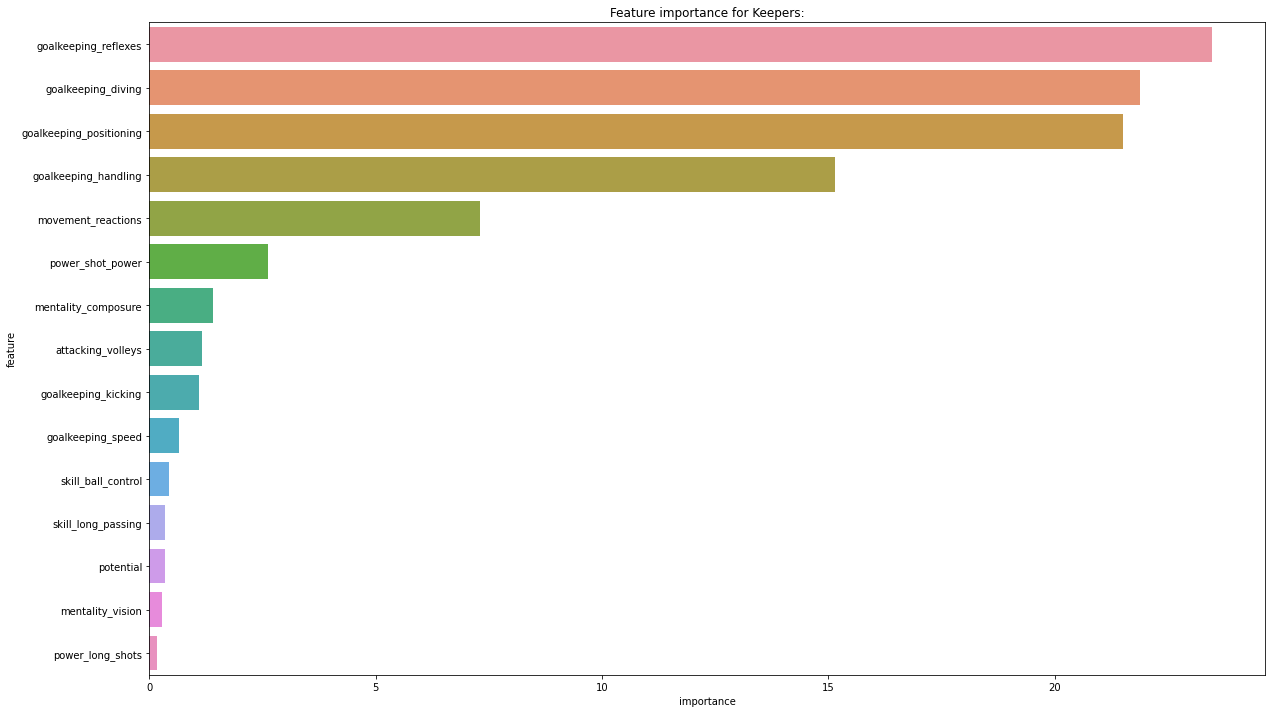 Feature importance for Keepers:
goalkeeping_reflexes
goalkeeping_diving
goalkeeping_positioning
goalkeeping_handling
movement_reactions
power_shot_power
mentality_composure
attacking_volleys
goalkeeping_kicking
goalkeeping_speed
skill_ball_control
skill_long_passing
potential
mentality_vision
power_long_shots
feature
0 5 10 15 20
importance